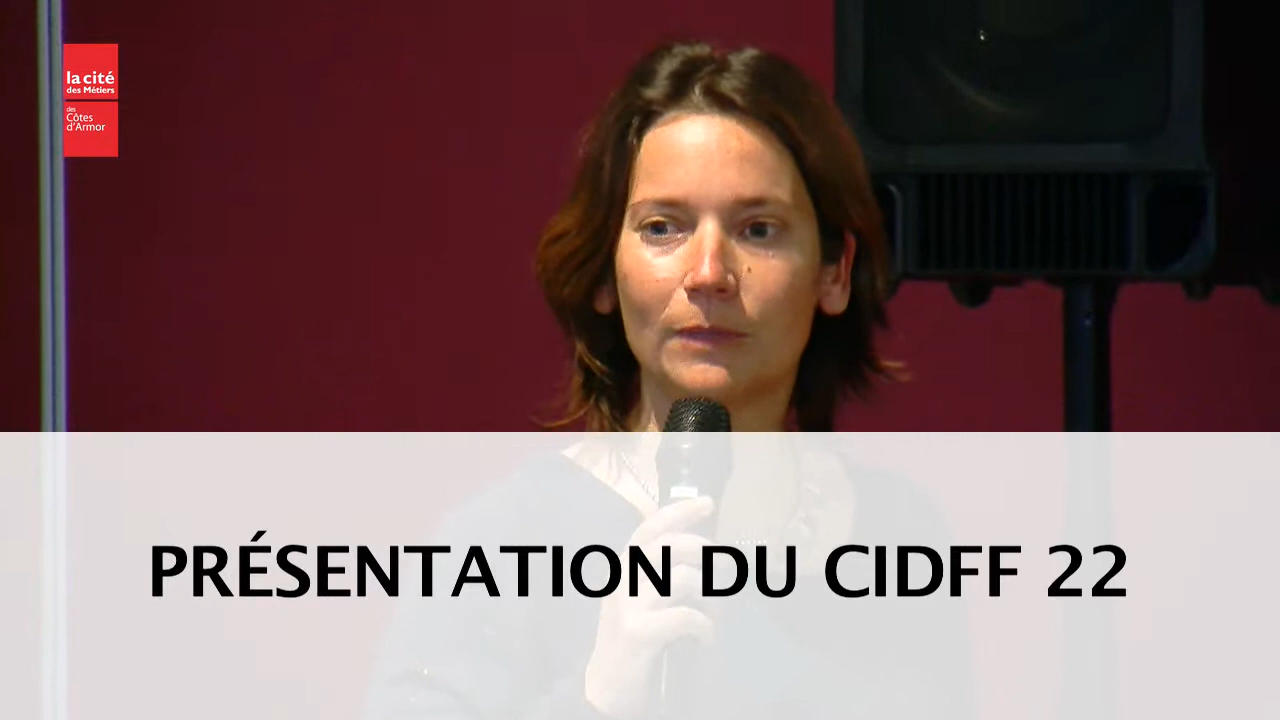 la cité
des Métiers
des
Côtes
d'Armor
PRÉSENTATION DU CIDFF 22